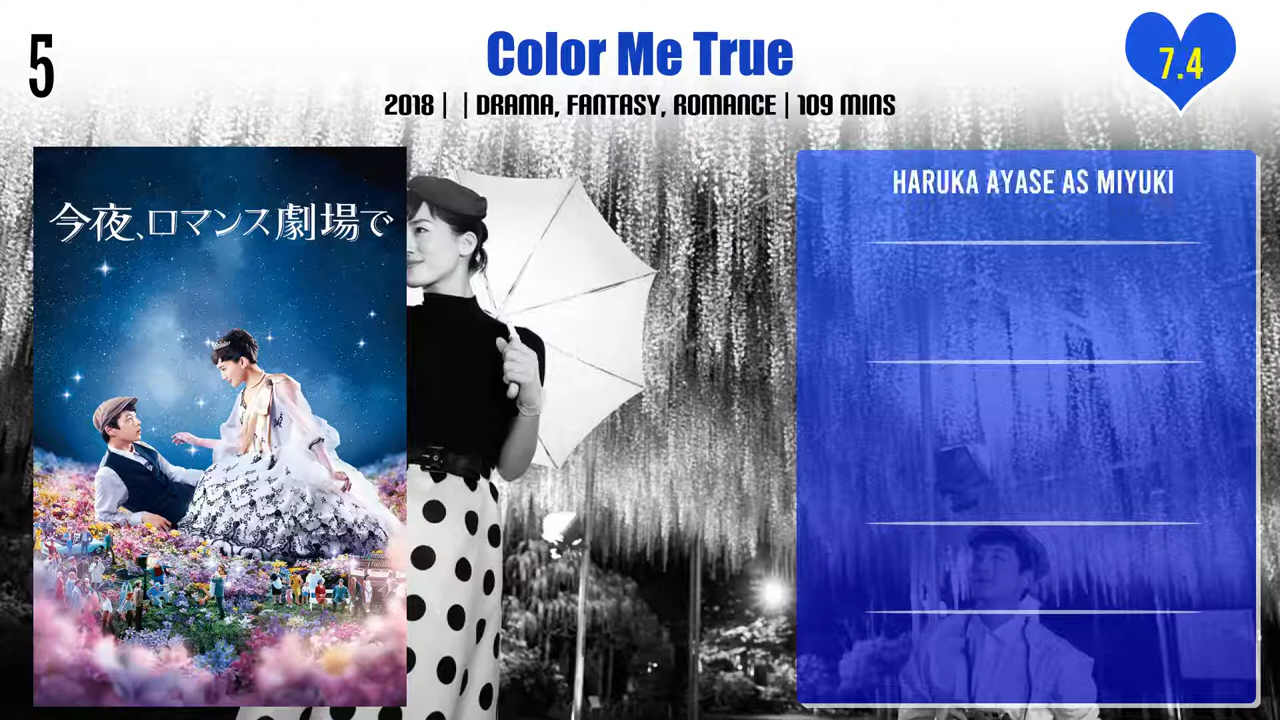 5
Color Me True
7.4
2018 | | DRAMA, FANTASY, ROMANCE | 109 MINS
今夜、ロマンス劇場で
HARUKA AYASE AS MIYUKI